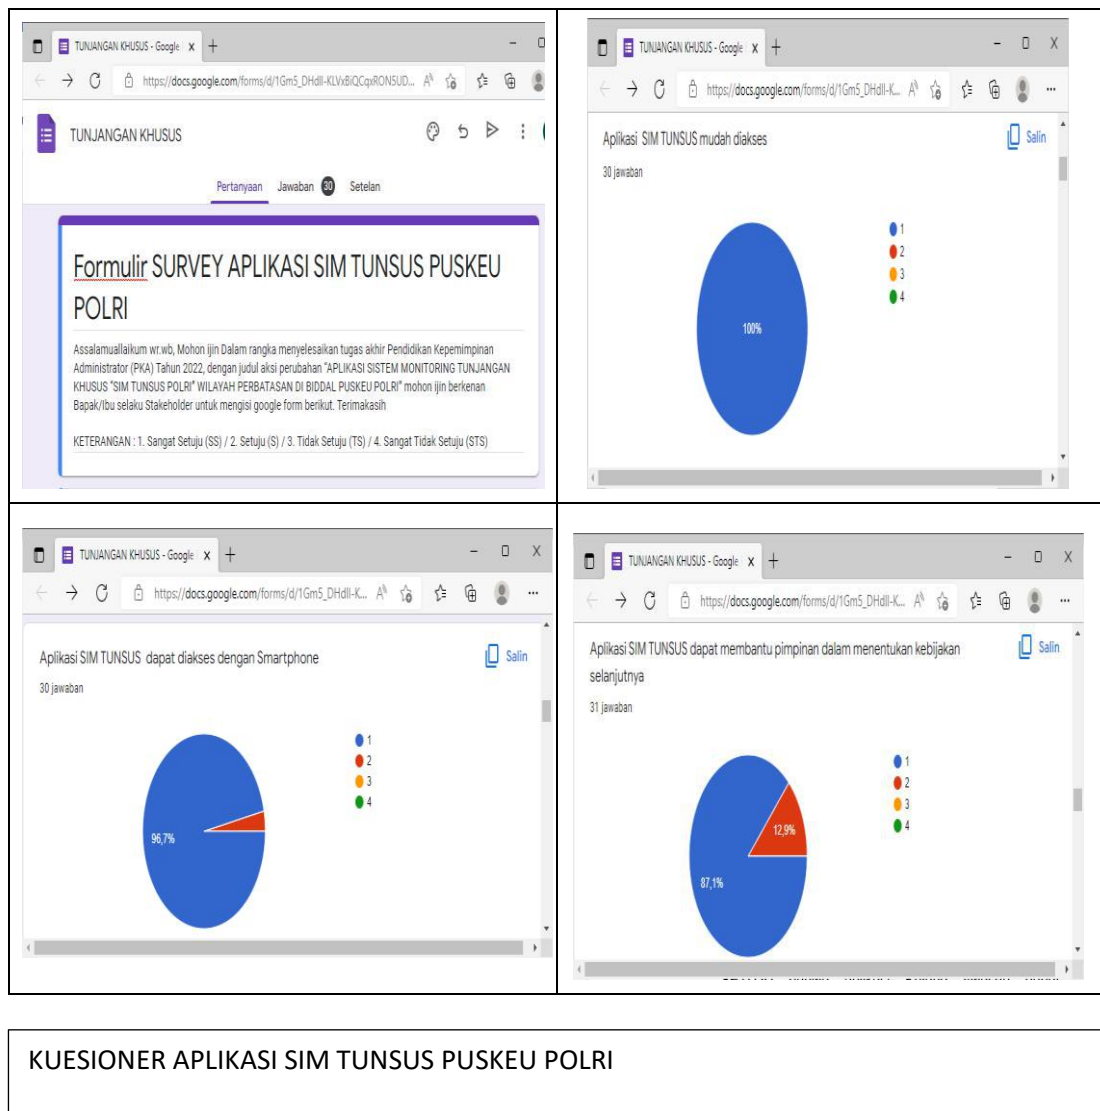 TUNJANGAN KHUSUS - Google
https://docs.google.com/forms/d/1Gm5_DHdlI-KLVxBiQCqxRON5UD...
TUNJANGAN KHUSUS
Pertanyaan Jawaban 30 Setelan
Formulir SURVEY APLIKASI SIM TUNSUS PUSKEU
POLRI
Assalamuallaikum wr.wb, Mohon ijin Dalam rangka menyelesaikan tugas akhir Pendidikan Kepemimpinan
Administrator (PKA) Tahun 2022, dengan judul aksi perubahan "APLIKASI SISTEM MONITORING TUNJANGAN
KHUSUS "SIM TUNSUS POLRI" WILAYAH PERBATASAN DI BIDDAL PUSKEU POLRI" mohon ijin berkenan
Bapak/Ibu selaku Stakeholder untuk mengisi google form berikut. Terimakasih
KETERANGAN : 1. Sangat Setuju (SS) / 2. Setuju (S) / 3. Tidak Setuju (TS) / 4. Sangat Tidak Setuju (STS)
TUNJANGAN KHUSUS - Google
https://docs.google.com/forms/d/1Gm5_DHdlI-K...
Aplikasi SIM TUNSUS mudah diakses
Salin
30 jawaban
1
2
3
4
100%
TUNJANGAN KHUSUS - Google
https://docs.google.com/forms/d/1Gm5_DHdlI-K...
Aplikasi SIM TUNSUS dapat diakses dengan Smartphone
Salin
30 jawaban
1
2
3
4
96,7%
TUNJANGAN KHUSUS - Google
https://docs.google.com/forms/d/1Gm5_DHdlI-K...
Aplikasi SIM TUNSUS dapat membantu pimpinan dalam menentukan kebijakan
Salin
selanjutnya
31 jawaban
1
2
3
4
12,9%
87,1%
KUESIONER APLIKASI SIM TUNSUS PUSKEU POLRI